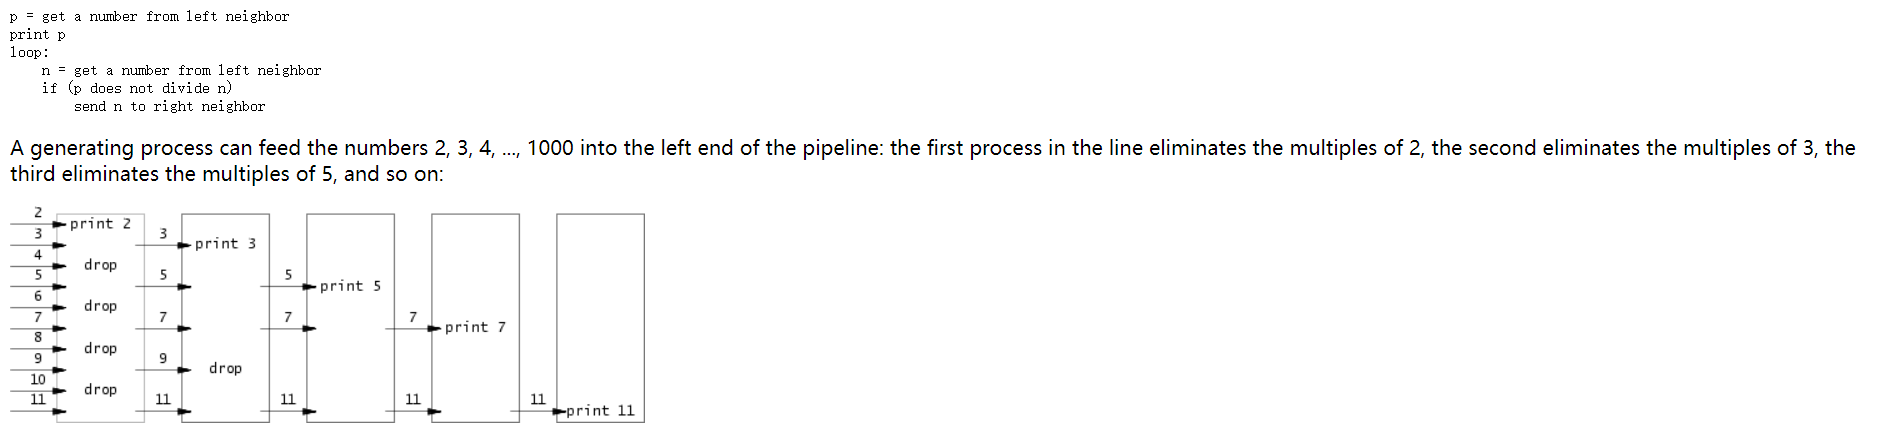 p = get a number from left neighbor
print p
loop:
    n = get a number from left neighbor
    if (p does not divide n)
        send n to right neighbor
A generating process can feed the numbers 2, 3, 4, ..., 1000 into the left end of the pipeline: the first process in the line eliminates the multiples of 2, the second eliminates the multiples of 3, the
third eliminates the multiples of 5, and so on:
2
print 2
3 3
print 3
4
drop
5 5 5
print 5
6
drop
7 7 7 7
print 7
8
drop
9 9
drop
10
drop
11 11 11 11 11
print 11